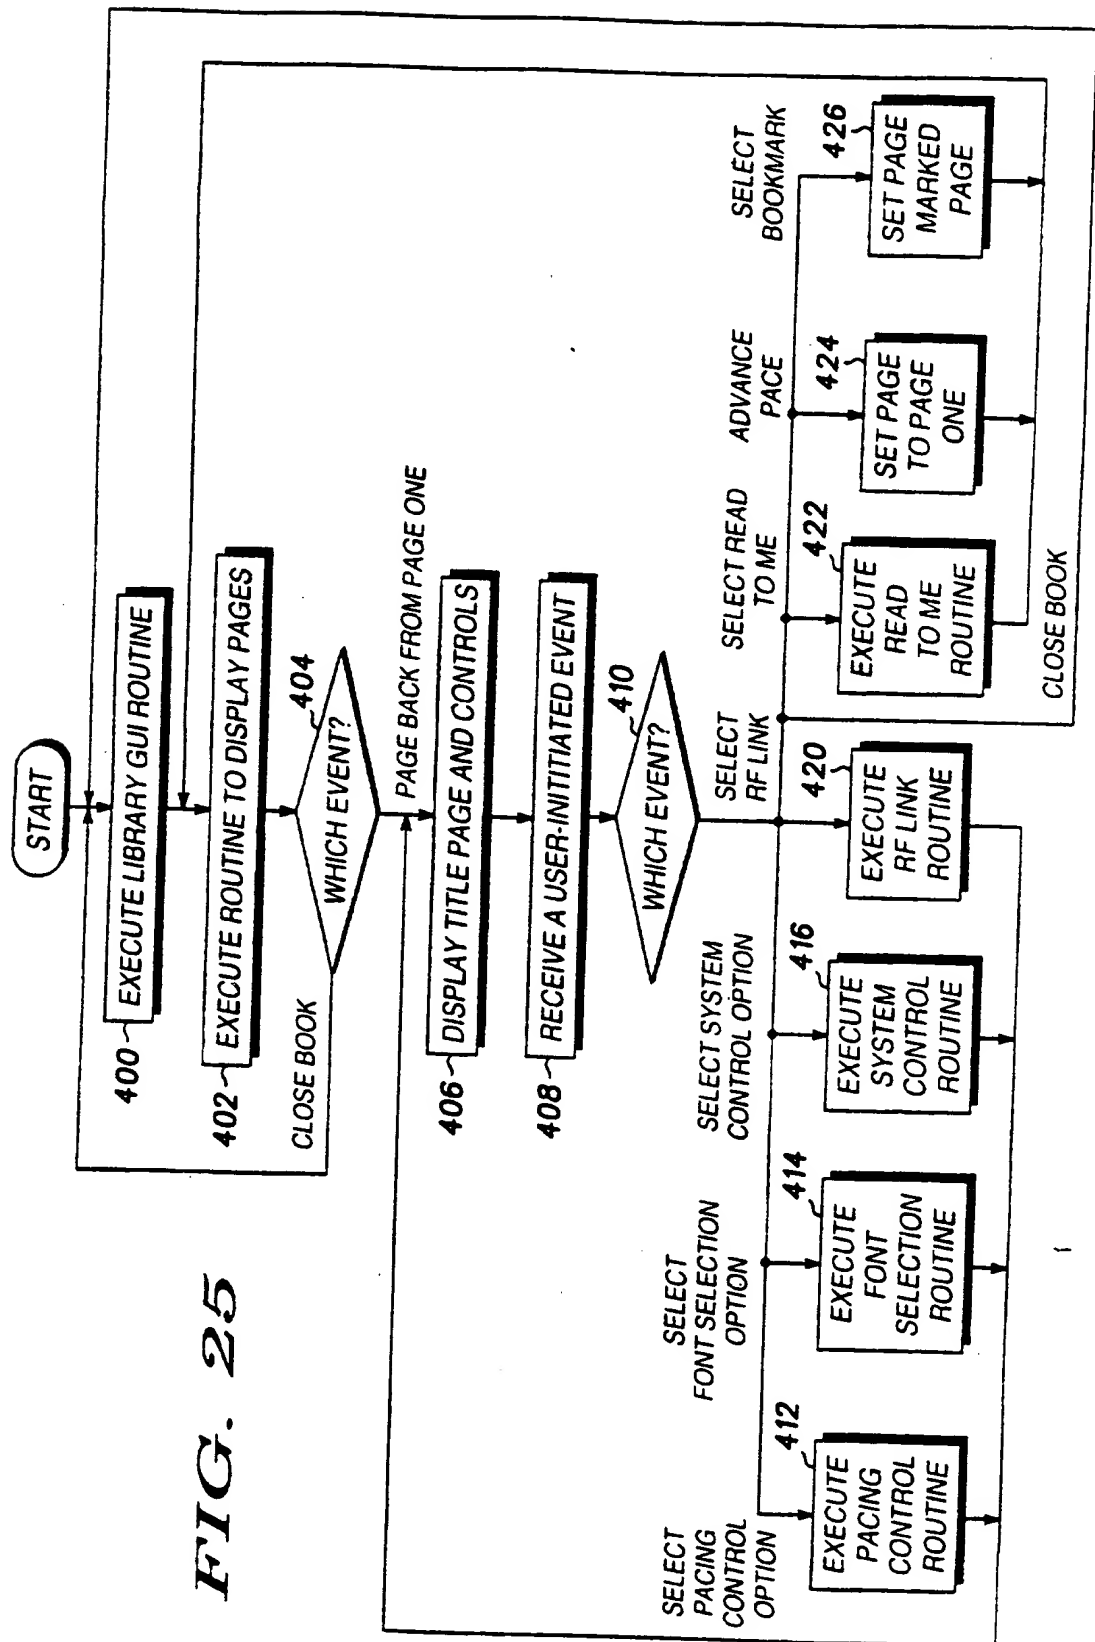 FIG. 25
START
400
EXECUTE LIBRARY GUI ROUTINE
402
EXECUTE ROUTINE TO DISPLAY PAGES
404
WHICH EVENT?
CLOSE BOOK
PAGE BACK FROM PAGE ONE
406
DISPLAY TITLE PAGE AND CONTROLS
408
RECEIVE A USER-INITITIATED EVENT
410
WHICH EVENT?
SELECT
PACING
CONTROL
OPTION
412
EXECUTE
PACING
CONTROL
ROUTINE
SELECT
FONT SELECTION
OPTION
414
EXECUTE
FONT
SELECTION
ROUTINE
SELECT SYSTEM
CONTROL OPTION
416
EXECUTE
SYSTEM
CONTROL
ROUTINE
SELECT
RF LINK
420
EXECUTE
RF LINK
ROUTINE
SELECT READ
TO ME
422
EXECUTE
READ
TO ME
ROUTINE
ADVANCE
PACE
424
SET PAGE
TO PAGE
ONE
SELECT
BOOKMARK
426
SET PAGE
MARKED
PAGE
CLOSE BOOK